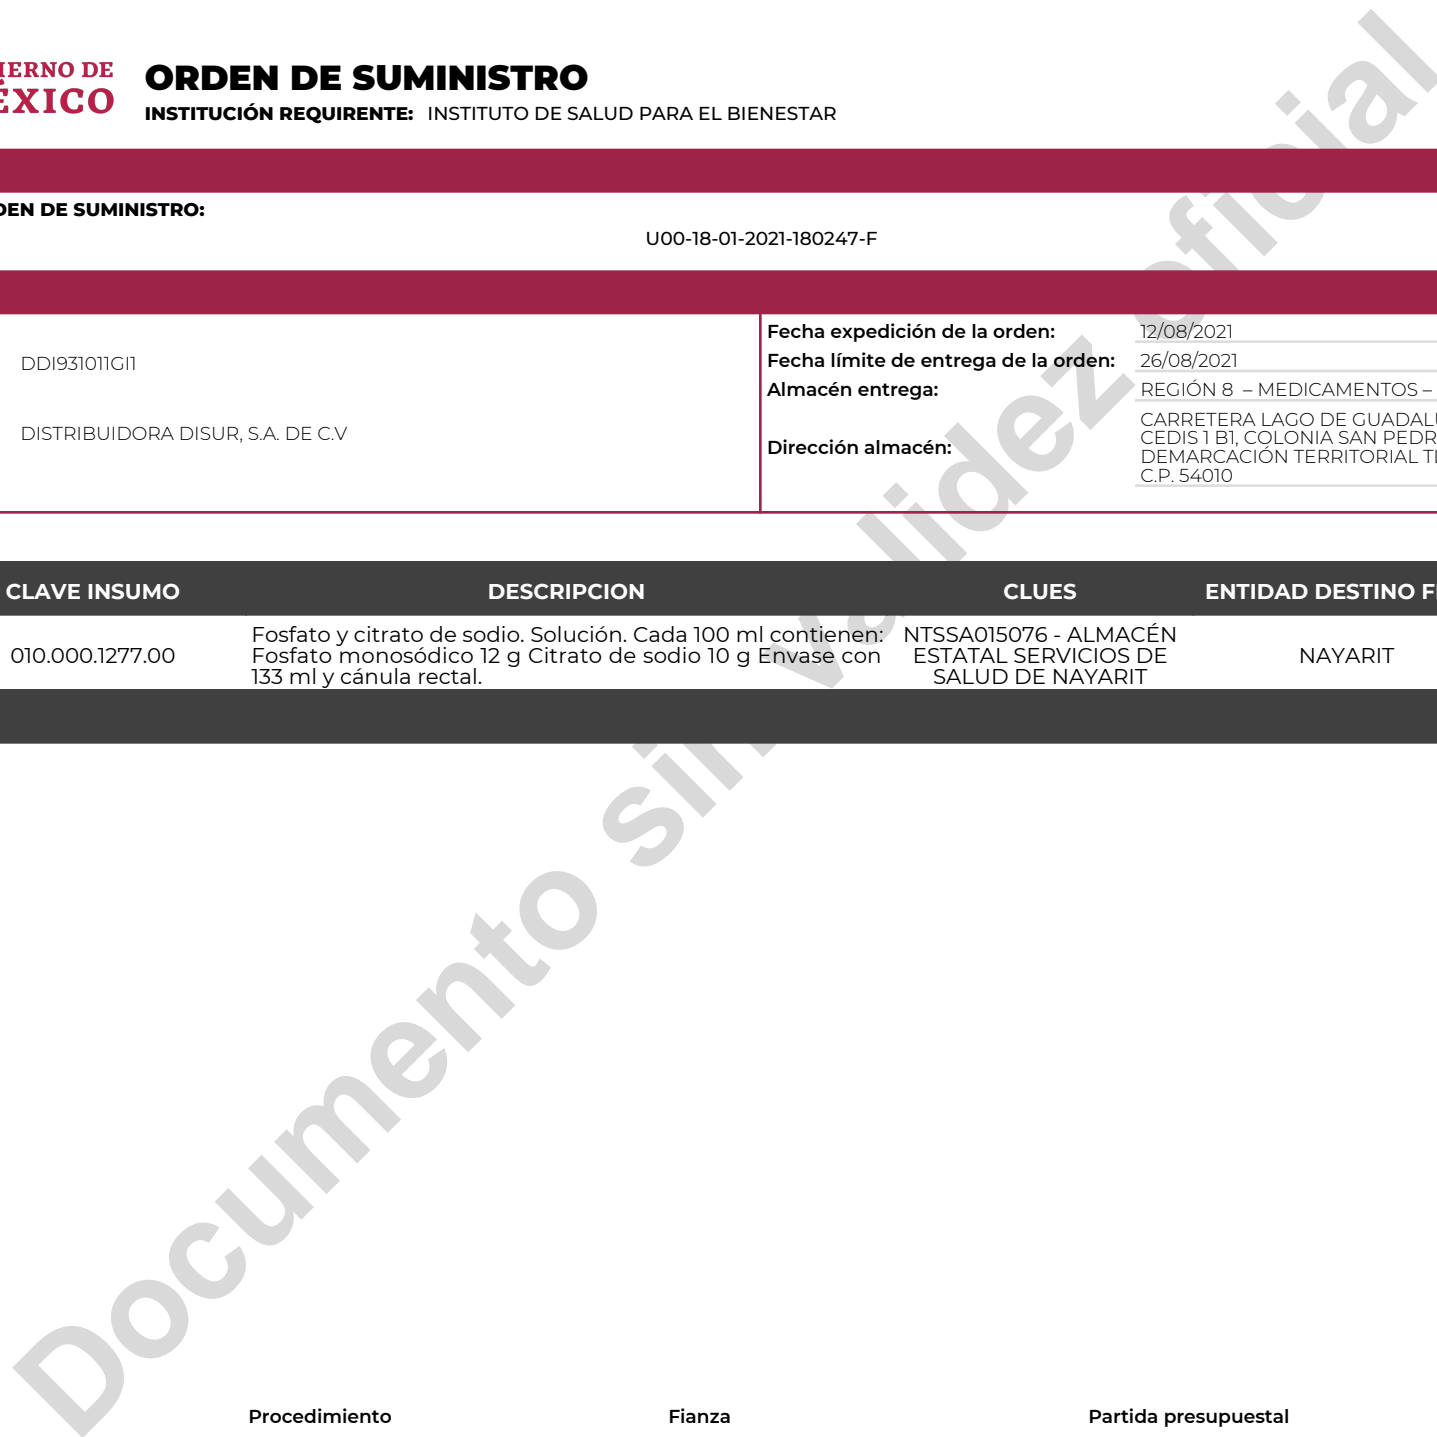 IERNO DE
ÉXICO
ORDEN DE SUMINISTRO
INSTITUCIÓN REQUIRENTE: INSTITUTO DE SALUD PARA EL BIENESTAR
DEN DE SUMINISTRO:
U00-18-01-2021-180247-F
DDI931011GI1
DISTRIBUIDORA DISUR, S.A. DE C.V
Fecha expedición de la orden: 12/08/2021
Fecha límite de entrega de la orden: 26/08/2021
Almacén entrega: REGIÓN 8 – MEDICAMENTOS –
Dirección almacén:
CARRETERA LAGO DE GUADALU
CEDIS 1 B1, COLONIA SAN PEDR
DEMARCACIÓN TERRITORIAL TL
C.P. 54010
CLAVE INSUMO DESCRIPCION CLUES ENTIDAD DESTINO FI
010.000.1277.00
Fosfato y citrato de sodio. Solución. Cada 100 ml contienen:
Fosfato monosódico 12 g Citrato de sodio 10 g Envase con
133 ml y cánula rectal.
NTSSA015076 - ALMACÉN
ESTATAL SERVICIOS DE
SALUD DE NAYARIT
NAYARIT
Documento sin validez oficial
Procedimiento Fianza Partida presupuestal